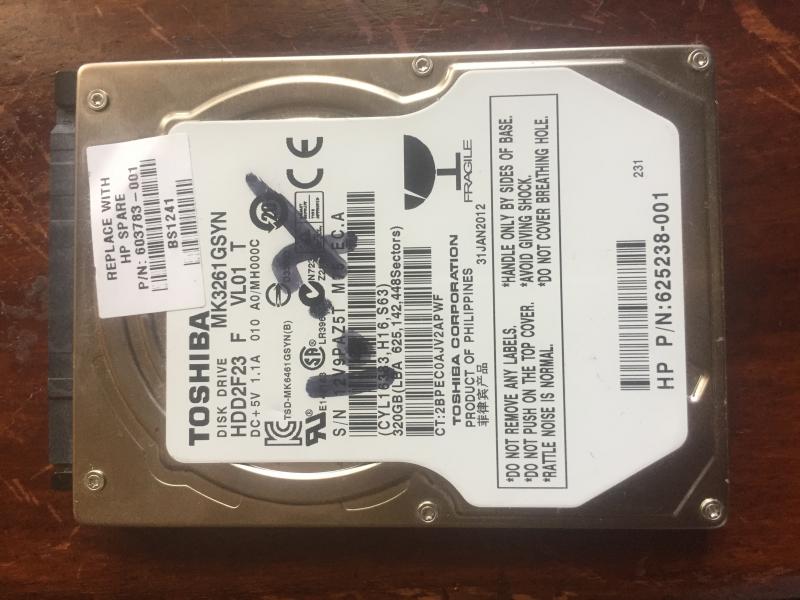 REPLACE WITH
HP SPARE
P/N: 603783-001
BS1241
TOSHIBA
DISK DRIVE MK3261GSYN
HDD2F23 F VL01 T
DC+5V 1.1A 010 A0/MH000C
TSD-MK6461GSYN(B)
S/N
EC.A
320GB(LBA 625,142,448Sectors)
CT:2BPEC0AJV2APWF
TOSHIBA CORPORATION
PRODUCT OF PHILIPPINES 31JAN2012
菲律宾产品
FRAGILE
*DO NOT REMOVE ANY LABELS. *HANDLE ONLY BY SIDES OF BASE.
*DO NOT PUSH ON THE TOP COVER. *AVOID GIVING SHOCK.
*RATTLE NOISE IS NORMAL. *DO NOT COVER BREATHING HOLE.
231
HP P/N:625238-001